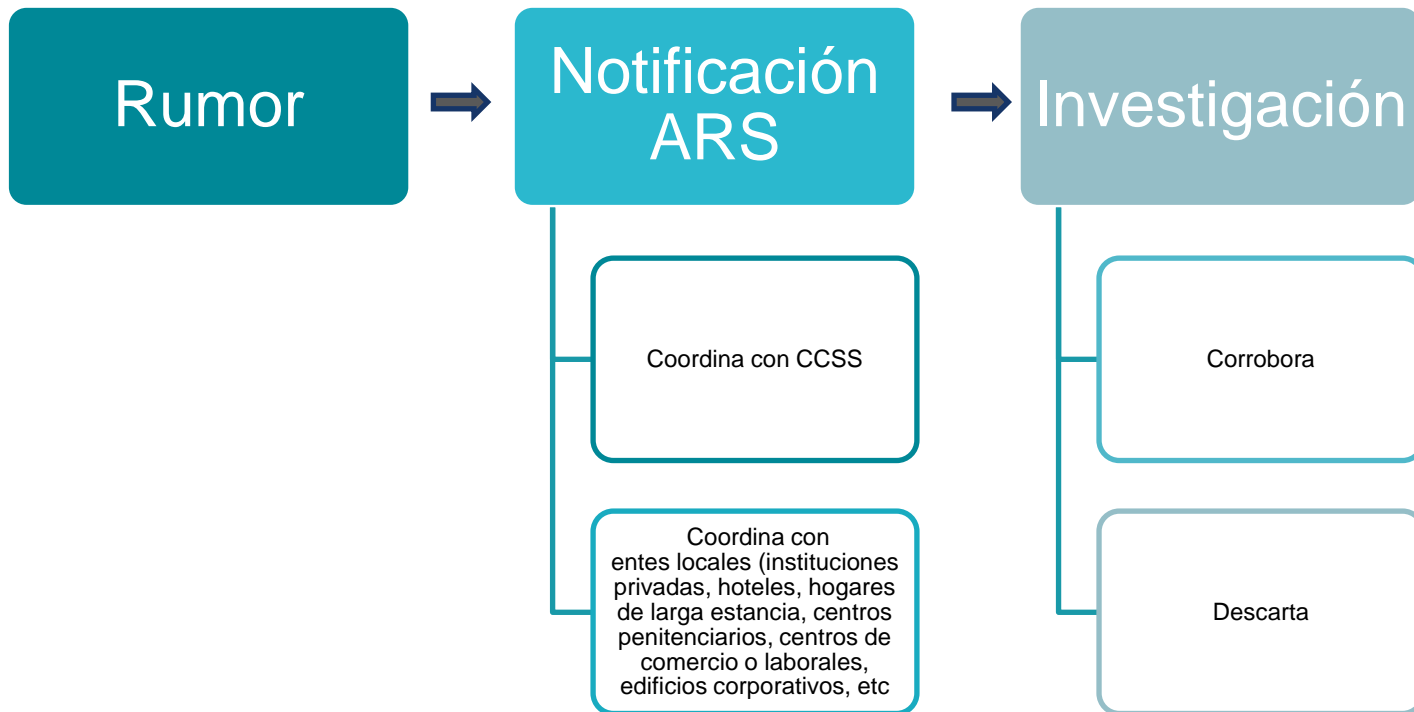 Rumor
Notificación
ARS
Investigación
Coordina con CCSS
Corrobora
Coordina con
entes locales (instituciones
privadas, hoteles, hogares
de larga estancia, centros
penitenciarios, centros de
comercio o laborales,
edificios corporativos, etc
Descarta